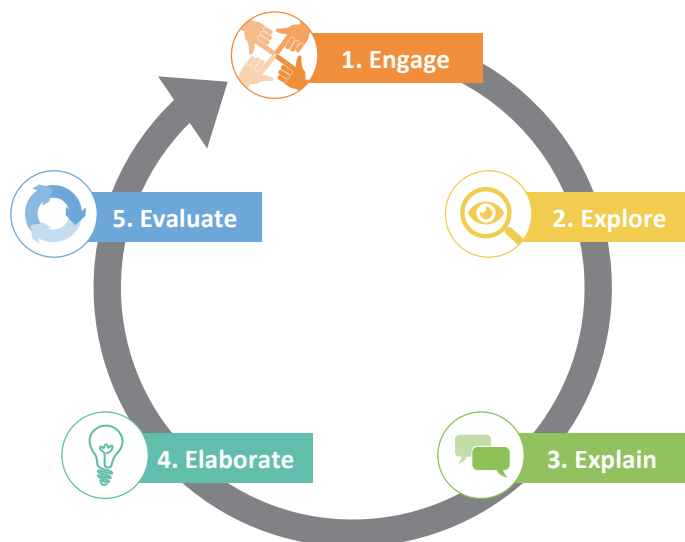 1. Engage
2. Explore
3. Explain
4. Elaborate
5. Evaluate